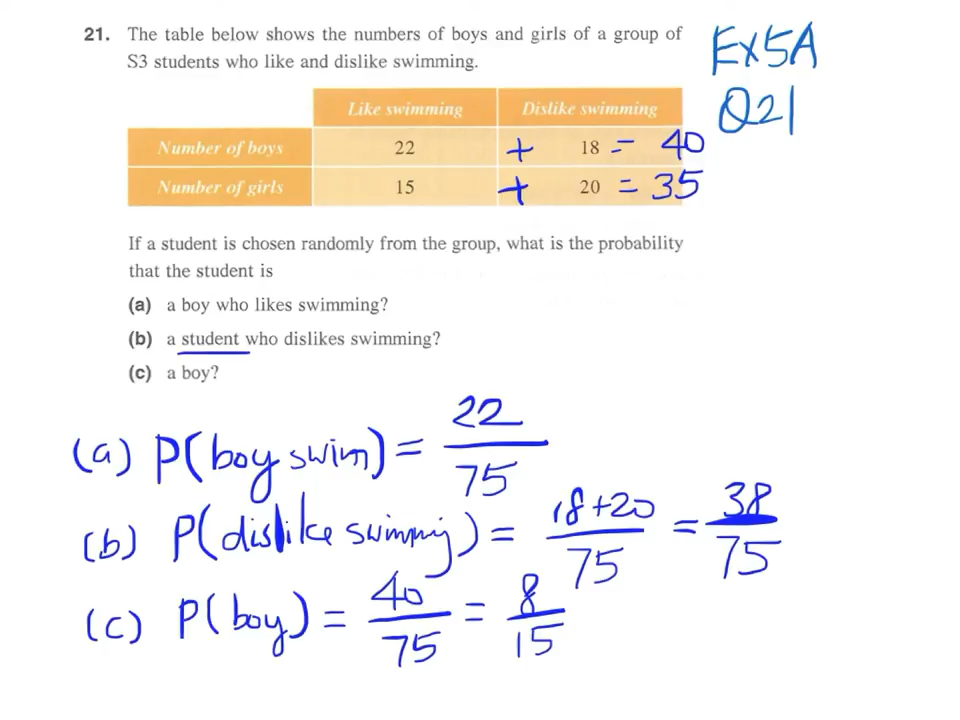 21. The table below shows the numbers of boys and girls of a group of
S3 students who like and dislike swimming.
Ex5A
Q21
Like swimming Dislike swimming
Number of boys 22 + 18 = 40
Number of girls 15 + 20 = 35
If a student is chosen randomly from the group, what is the probability
that the student is
(a) a boy who likes swimming?
(b) a student who dislikes swimming?
(c) a boy?
(a) P(boy swim) = 22/75
(b) P(dislike swimming) = 18+20/75 = 38/75
(c) P(boy) = 40/75 = 8/15